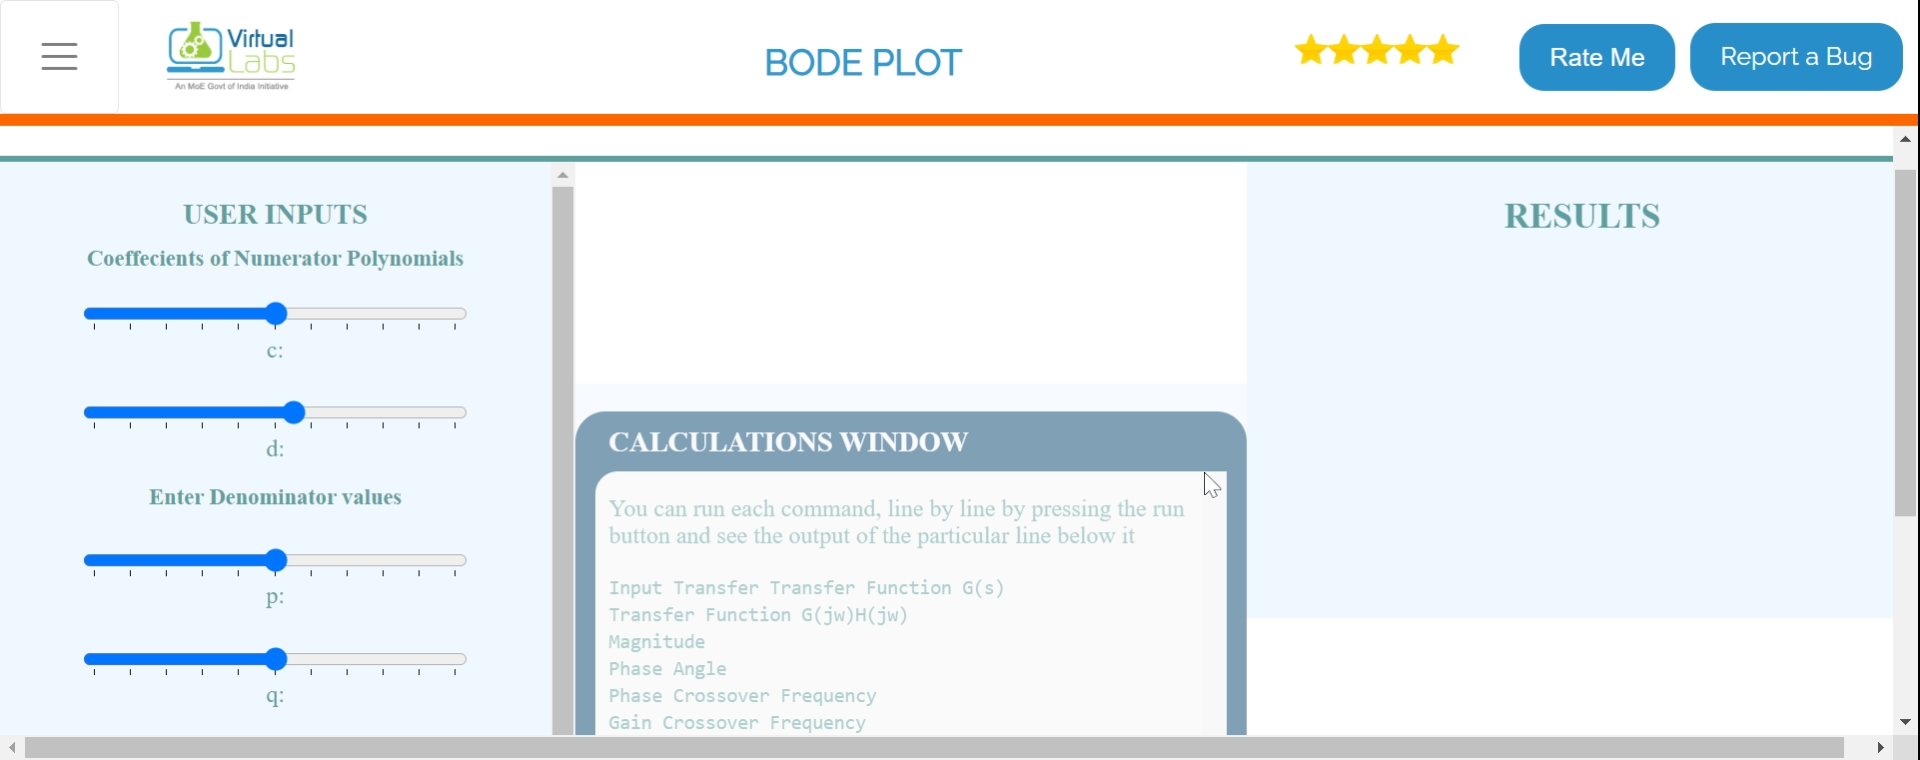 Virtual
Labs
An MoE Govt of India Initiative
BODE PLOT
Rate Me
Report a Bug
USER INPUTS
Coeffecients of Numerator Polynomials
c:
d:
Enter Denominator values
p:
q:
CALCULATIONS WINDOW
You can run each command, line by line by pressing the run
button and see the output of the particular line below it
Input Transfer Transfer Function G(s)
Transfer Function G(jw)H(jw)
Magnitude
Phase Angle
Phase Crossover Frequency
Gain Crossover Frequency
RESULTS